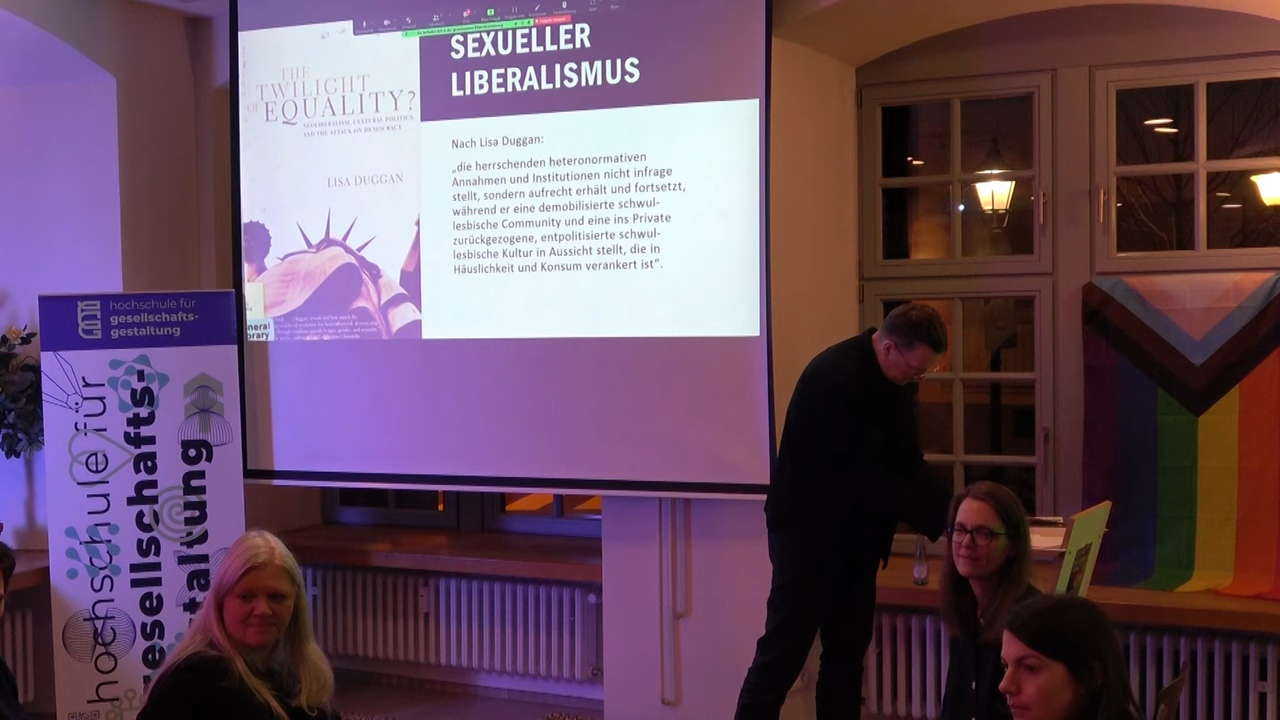 SEXUELLER
LIBERALISMUS
THE
TWILIGHT
OF EQUALITY?
NEOLIBERALISM, CULTURAL POLITICS,
AND THE ATTACK ON DEMOCRACY
LISA DUGGAN
Nach Lisa Duggan:
„die herrschenden heteronormativen
Annahmen und Institutionen nicht infrage
stellt, sondern aufrecht erhält und fortsetzt,
während er eine demobilisierte schwul-
lesbische Community und eine ins Private
zurückgezogene, entpolitisierte schwul-
lesbische Kultur in Aussicht stellt, die in
Häuslichkeit und Konsum verankert ist“.
hochschule für
gesellschafts-
gestaltung
hochschule für
gesellschafts-
taltung